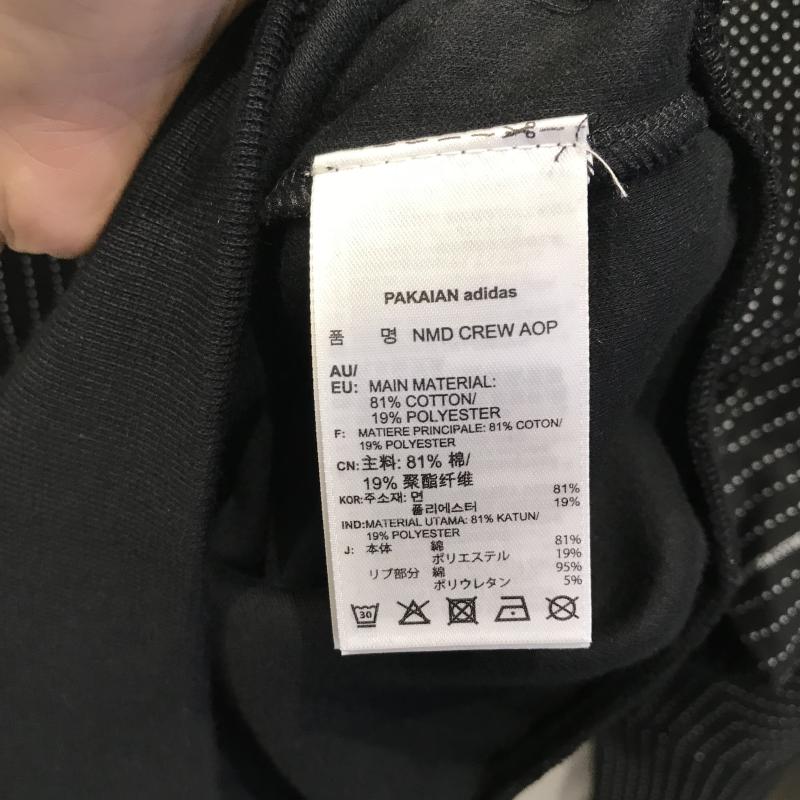 PAKAIAN adidas
품 명 NMD CREW AOP
AU/
EU: MAIN MATERIAL:
81% COTTON/
19% POLYESTER
F: MATIERE PRINCIPALE: 81% COTON/
19% POLYESTER
CN: 主料: 81% 棉/
19% 聚酯纤维
KOR: 주소재: 면 81%
폴리에스터 19%
IND: MATERIAL UTAMA: 81% KATUN/
19% POLYESTER
J: 本体 綿 81%
ポリエステル 19%
リブ部分 綿 95%
ポリウレタン 5%
30